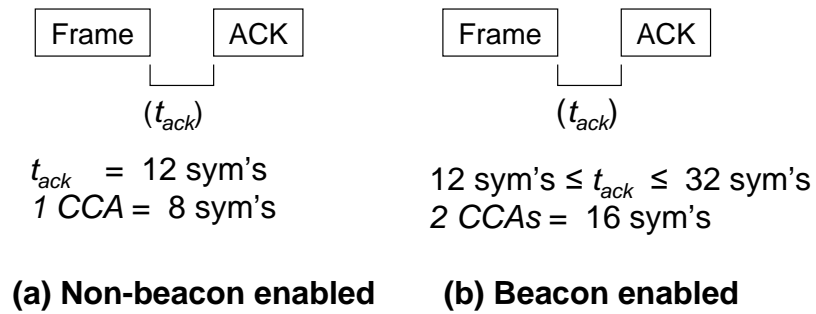 Frame ACK
(t_ack)
t_ack = 12 sym's
1 CCA = 8 sym's
(a) Non-beacon enabled
Frame ACK
(t_ack)
12 sym's ≤ t_ack ≤ 32 sym's
2 CCAs = 16 sym's
(b) Beacon enabled